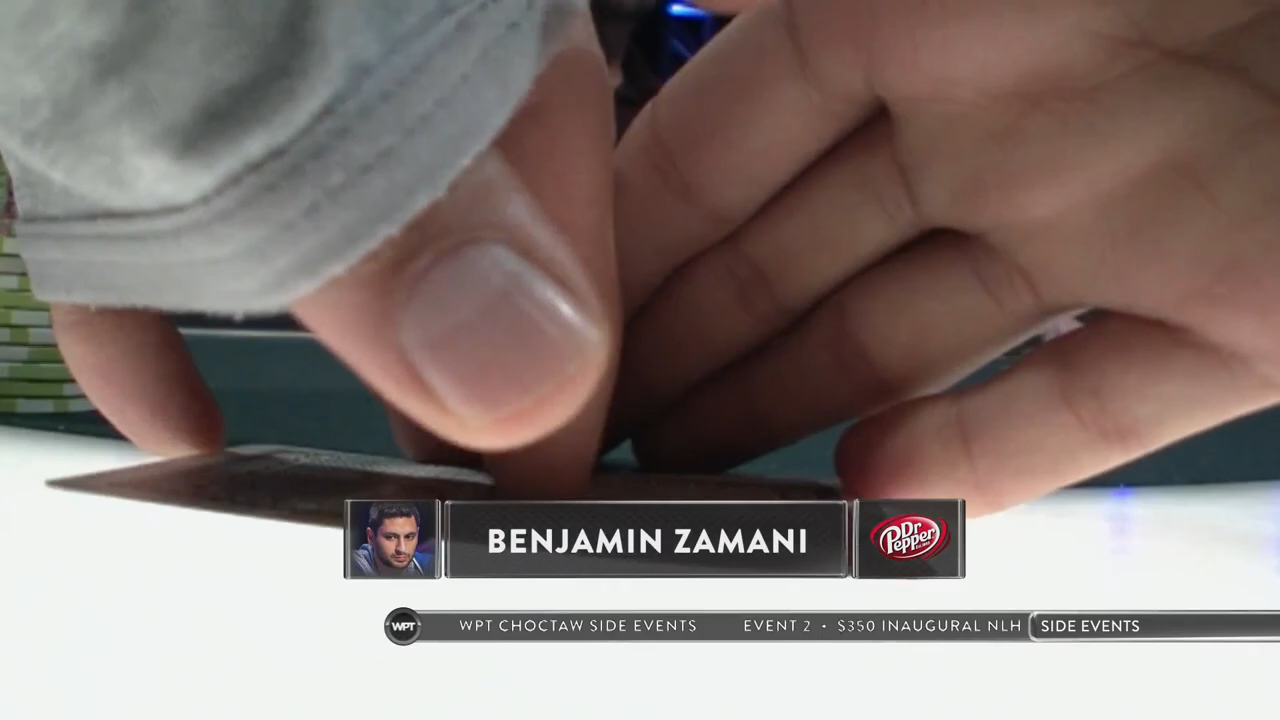 BENJAMIN ZAMANI
Dr Pepper
WPT
WPT CHOCTAW SIDE EVENTS
EVENT 2 • $350 INAUGURAL NLH
SIDE EVENTS